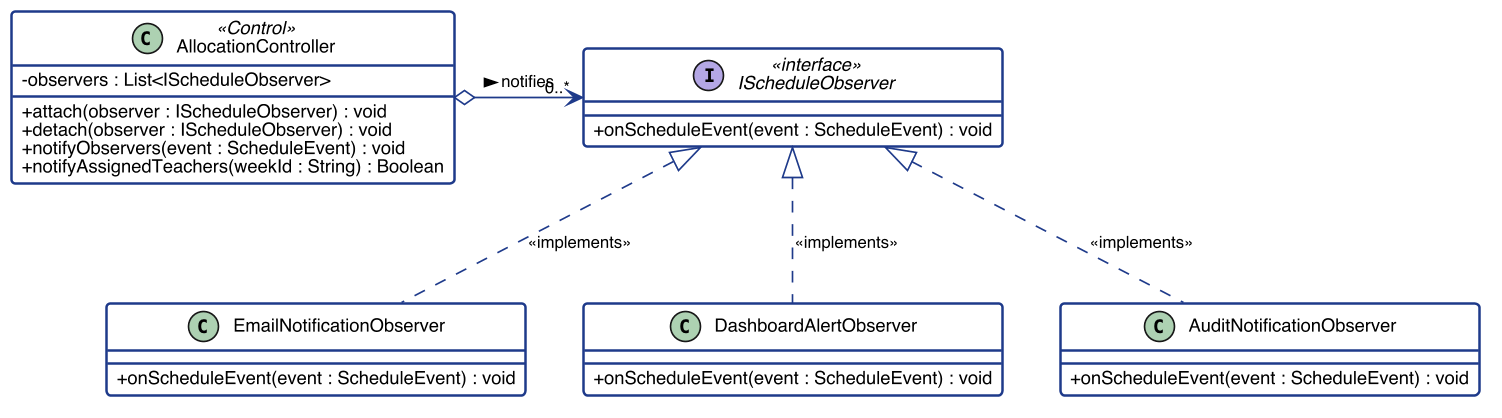 C
«Control»
AllocationController
-observers : List<IScheduleObserver>
+attach(observer : IScheduleObserver) : void
+detach(observer : IScheduleObserver) : void
+notifyObservers(event : ScheduleEvent) : void
+notifyAssignedTeachers(weekId : String) : Boolean
notifies
0..*
I
«interface»
IScheduleObserver
+onScheduleEvent(event : ScheduleEvent) : void
«implements»
«implements»
«implements»
C
EmailNotificationObserver
+onScheduleEvent(event : ScheduleEvent) : void
C
DashboardAlertObserver
+onScheduleEvent(event : ScheduleEvent) : void
C
AuditNotificationObserver
+onScheduleEvent(event : ScheduleEvent) : void